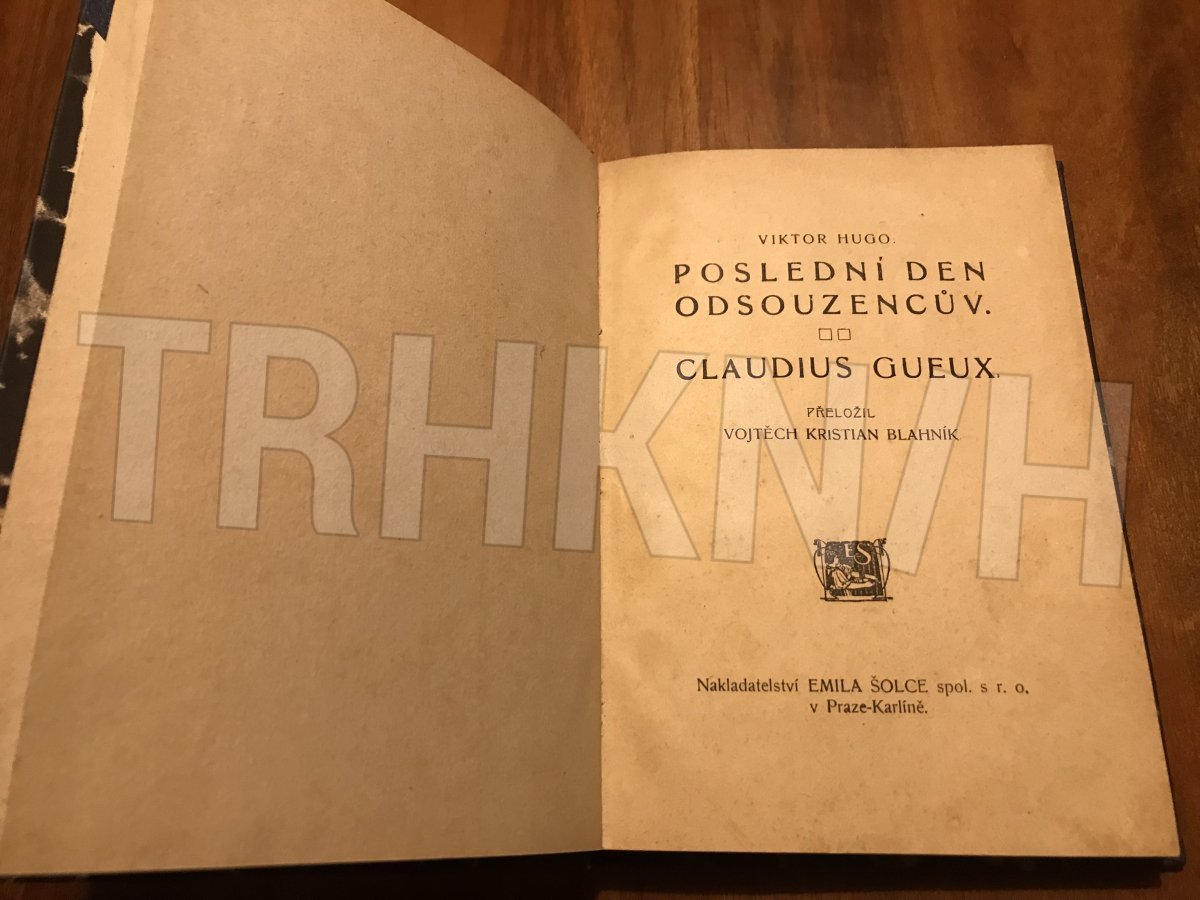 VIKTOR HUGO.
POSLEDNÍ DEN
ODSOUZENCŮV.
CLAUDIUS GUEUX.
PŘELOŽIL
VOJTĚCH KRISTIAN BLAHNÍK
ES
Nakladatelství EMILA ŠOLCE spol. s r. o.
v Praze-Karlíně.
TRHKNIH